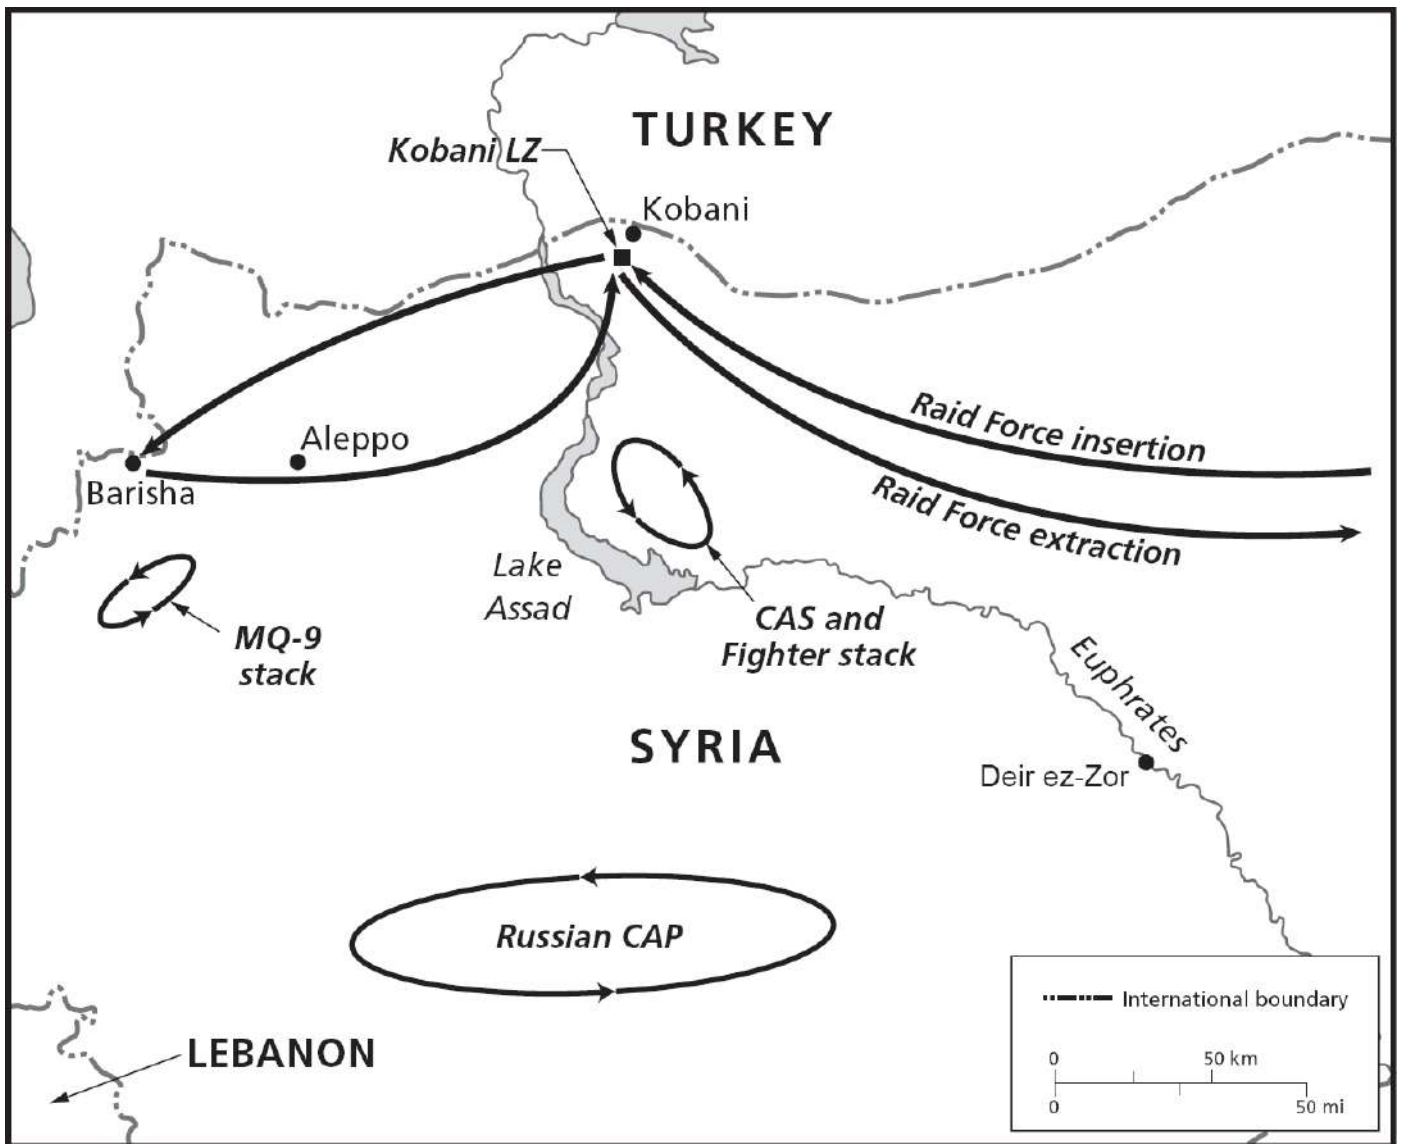 TURKEY
Kobani LZ
Kobani
Raid Force insertion
Aleppo
Barisha
Raid Force extraction
Lake
Assad
CAS and
Fighter stack
MQ-9
stack
Euphrates
SYRIA
Deir ez-Zor
Russian CAP
International boundary
LEBANON
0
50 km
0
50 mi